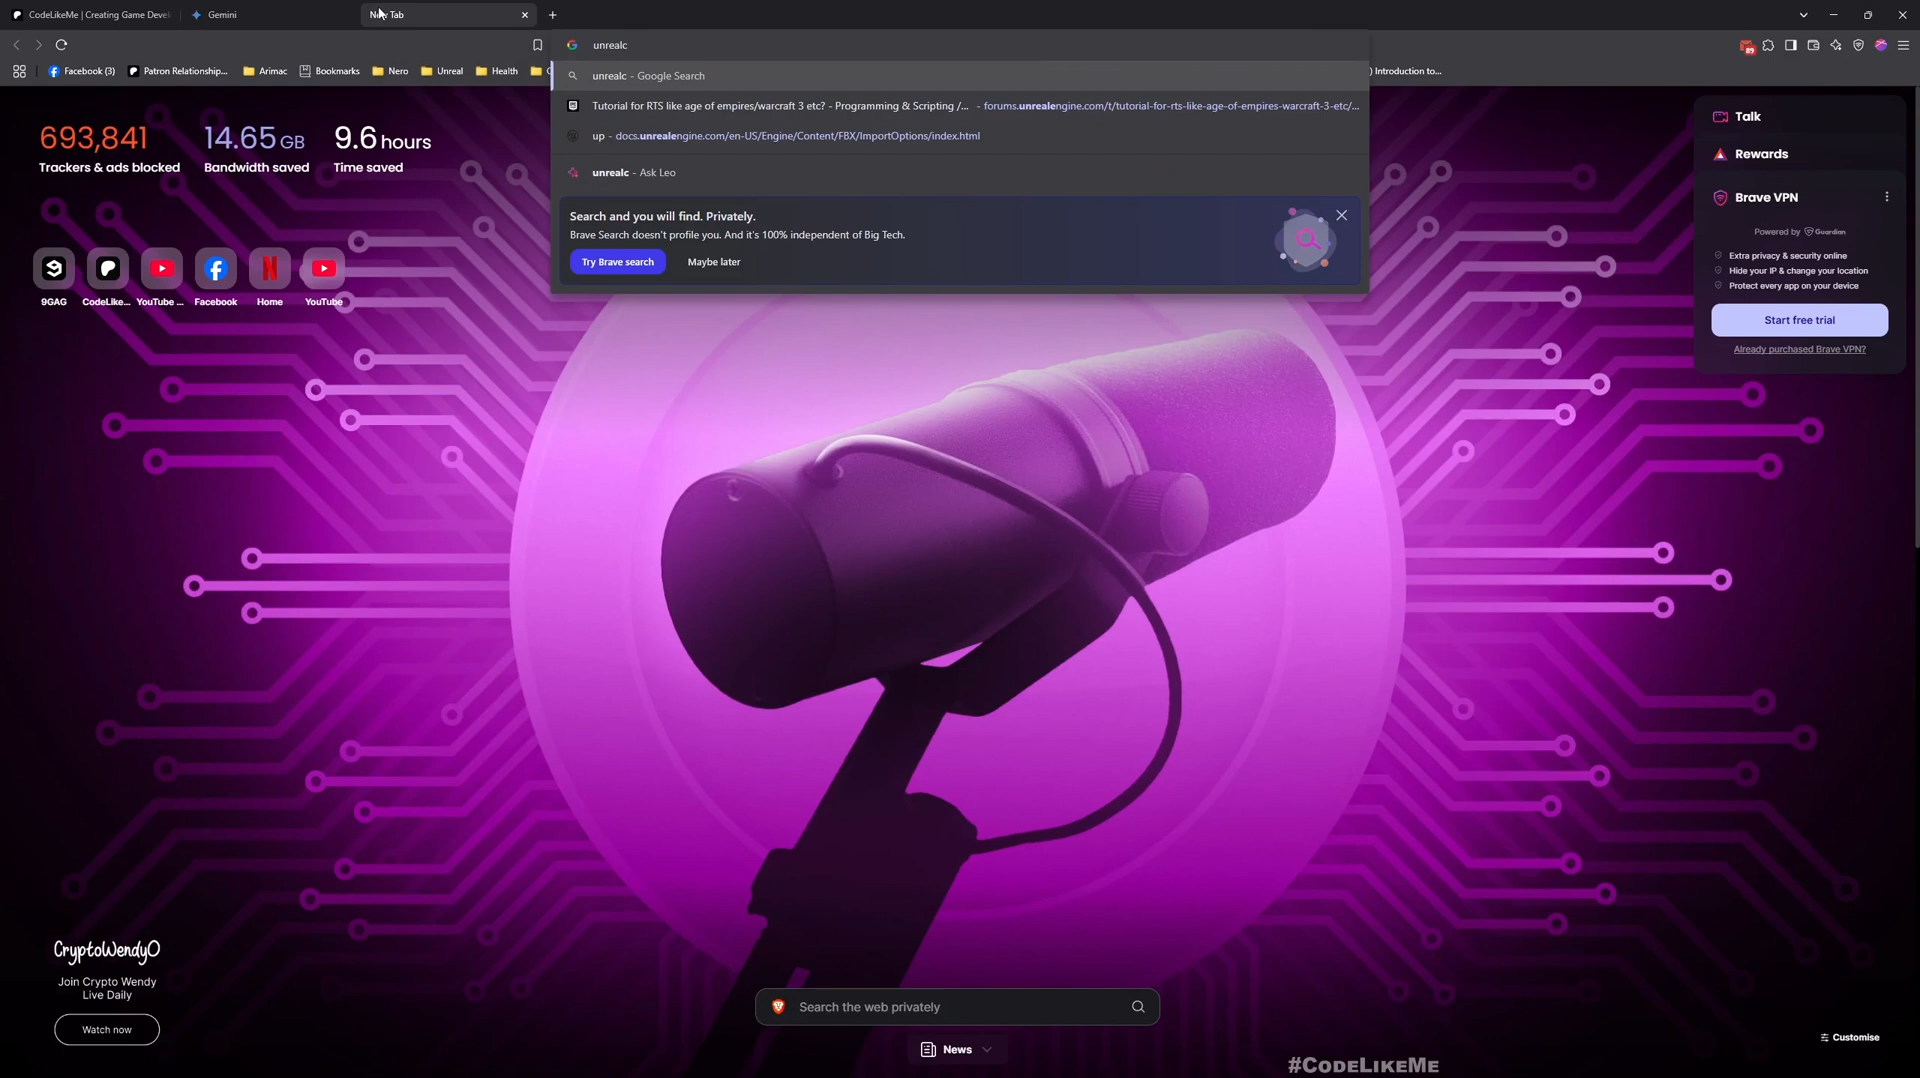 CodeLikeMe | Creating Game Devel
Gemini
New Tab
unrealc
89
Facebook (3)
Patron Relationship...
Arimac
Bookmarks
Nero
Unreal
Health
) Introduction to...
unrealc - Google Search
Tutorial for RTS like age of empires/warcraft 3 etc? - Programming & Scripting /... - forums.unrealengine.com/t/tutorial-for-rts-like-age-of-empires-warcraft-3-etc/...
up - docs.unrealengine.com/en-US/Engine/Content/FBX/ImportOptions/index.html
unrealc - Ask Leo
Search and you will find. Privately.
Brave Search doesn't profile you. And it's 100% independent of Big Tech.
Try Brave search
Maybe later
693,841
Trackers & ads blocked
14.65 GB
Bandwidth saved
9.6 hours
Time saved
9GAG
CodeLike...
YouTube ...
Facebook
Home
YouTube
Talk
Rewards
Brave VPN
Powered by Guardian
Extra privacy & security online
Hide your IP & change your location
Protect every app on your device
Start free trial
Already purchased Brave VPN?
CryptoWendyO
Join Crypto Wendy
Live Daily
Watch now
Search the web privately
News
Customise
#CodeLikeMe